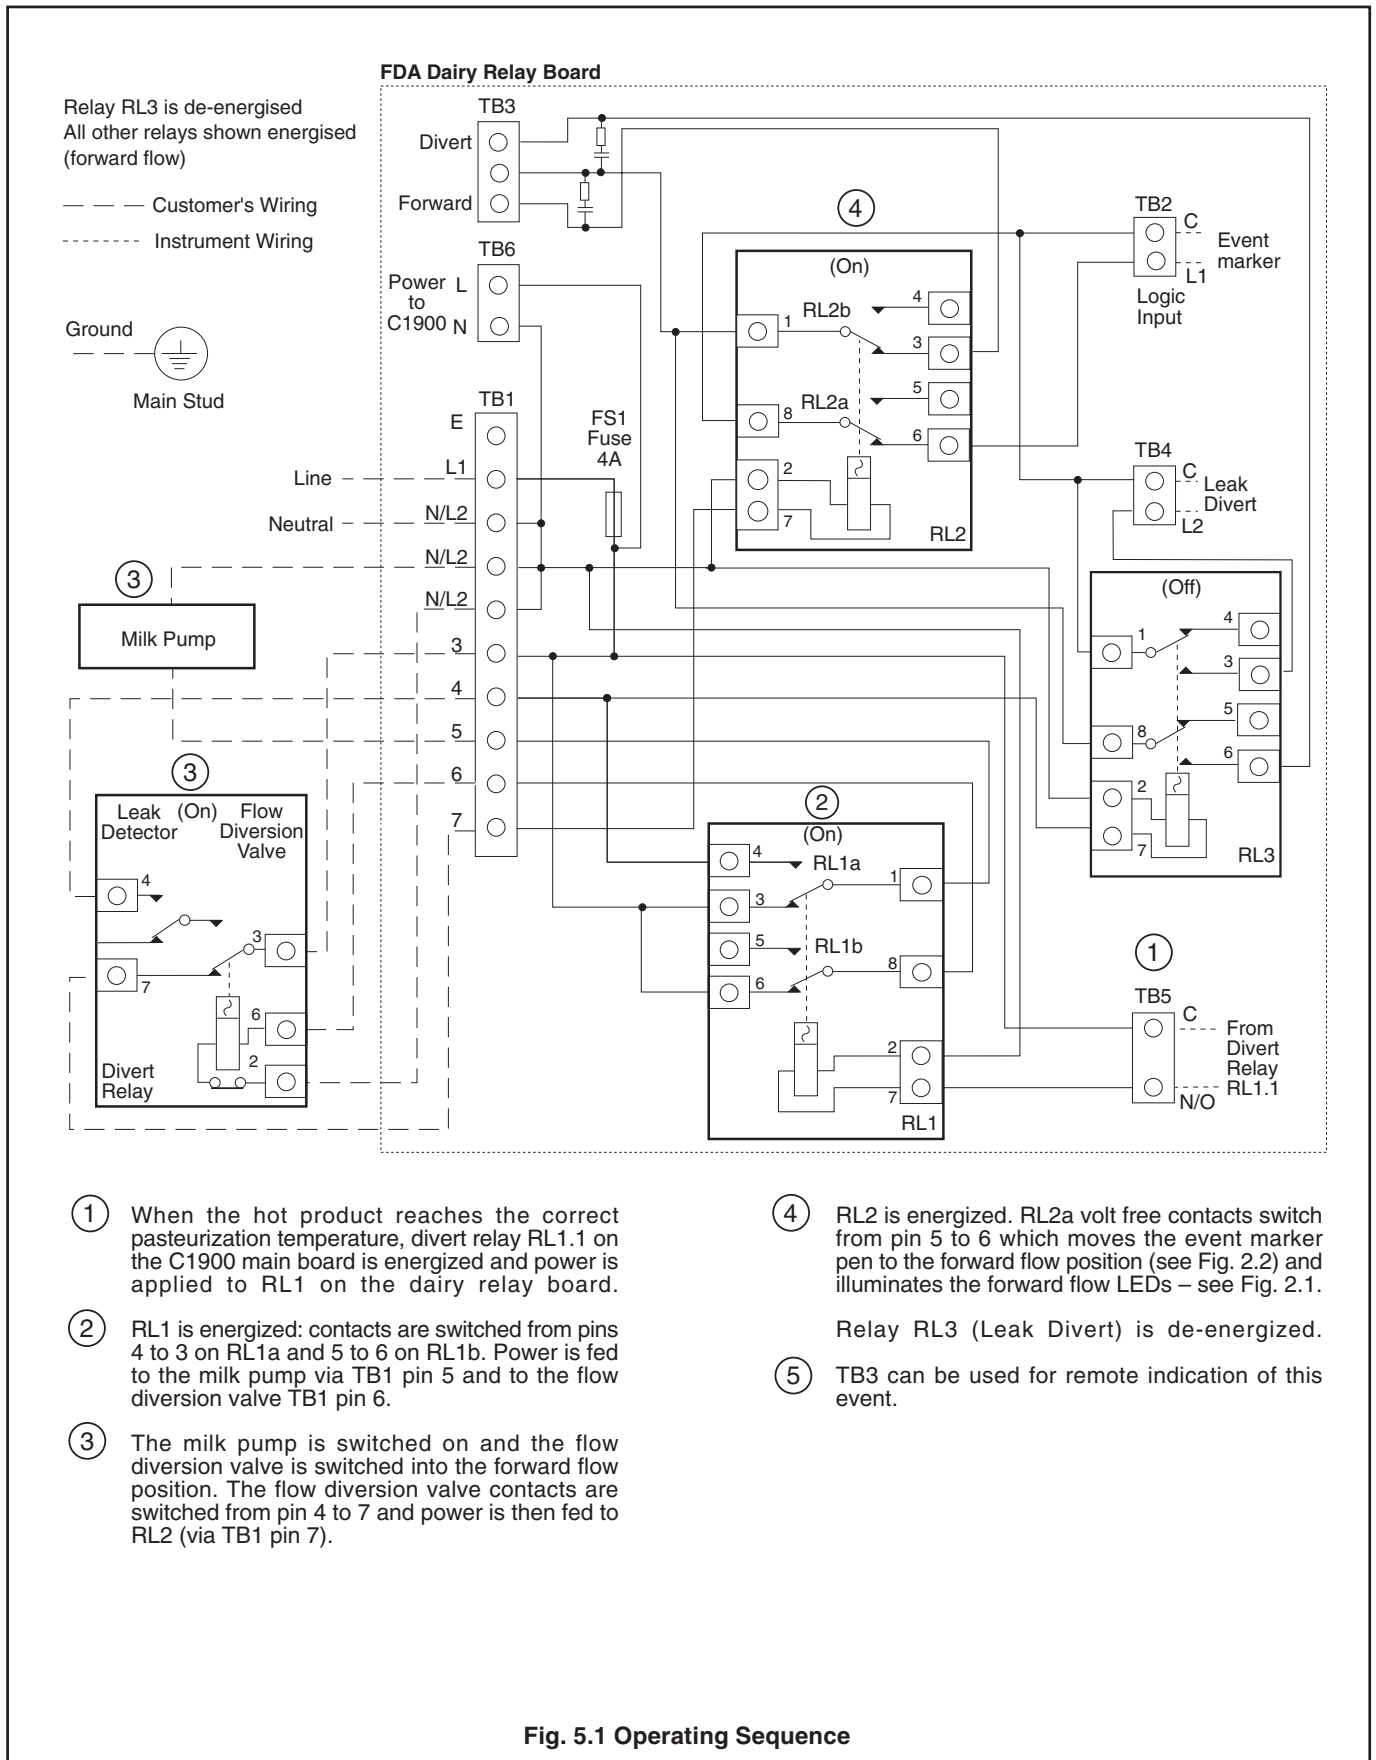 FDA Dairy Relay Board
Relay RL3 is de-energised
All other relays shown energised
(forward flow)
Customer's Wiring
Instrument Wiring
Ground
Main Stud
TB3
Divert
Forward
TB6
Power
to
C1900
L
N
TB1
E
L1
N/L2
N/L2
N/L2
3
4
5
6
7
Line
Neutral
FS1
Fuse
4A
3
Milk Pump
3
Leak
Detector
(On)
Flow
Diversion
Valve
4
3
7
6
2
Divert
Relay
4
(On)
RL2b
1
4
3
RL2a
8
5
6
2
7
RL2
TB2
C
L1
Event
marker
Logic
Input
TB4
C
Leak
Divert
L2
(Off)
1
4
3
8
5
6
2
7
RL3
2
(On)
4
RL1a
3
1
5
RL1b
6
8
2
7
RL1
1
TB5
C
From
Divert
Relay
RL1.1
N/O
1 When the hot product reaches the correct
pasteurization temperature, divert relay RL1.1 on
the C1900 main board is energized and power is
applied to RL1 on the dairy relay board.
2 RL1 is energized: contacts are switched from pins
4 to 3 on RL1a and 5 to 6 on RL1b. Power is fed
to the milk pump via TB1 pin 5 and to the flow
diversion valve TB1 pin 6.
3 The milk pump is switched on and the flow
diversion valve is switched into the forward flow
position. The flow diversion valve contacts are
switched from pin 4 to 7 and power is then fed to
RL2 (via TB1 pin 7).
4 RL2 is energized. RL2a volt free contacts switch
from pin 5 to 6 which moves the event marker
pen to the forward flow position (see Fig. 2.2) and
illuminates the forward flow LEDs – see Fig. 2.1.
Relay RL3 (Leak Divert) is de-energized.
5 TB3 can be used for remote indication of this
event.
Fig. 5.1 Operating Sequence